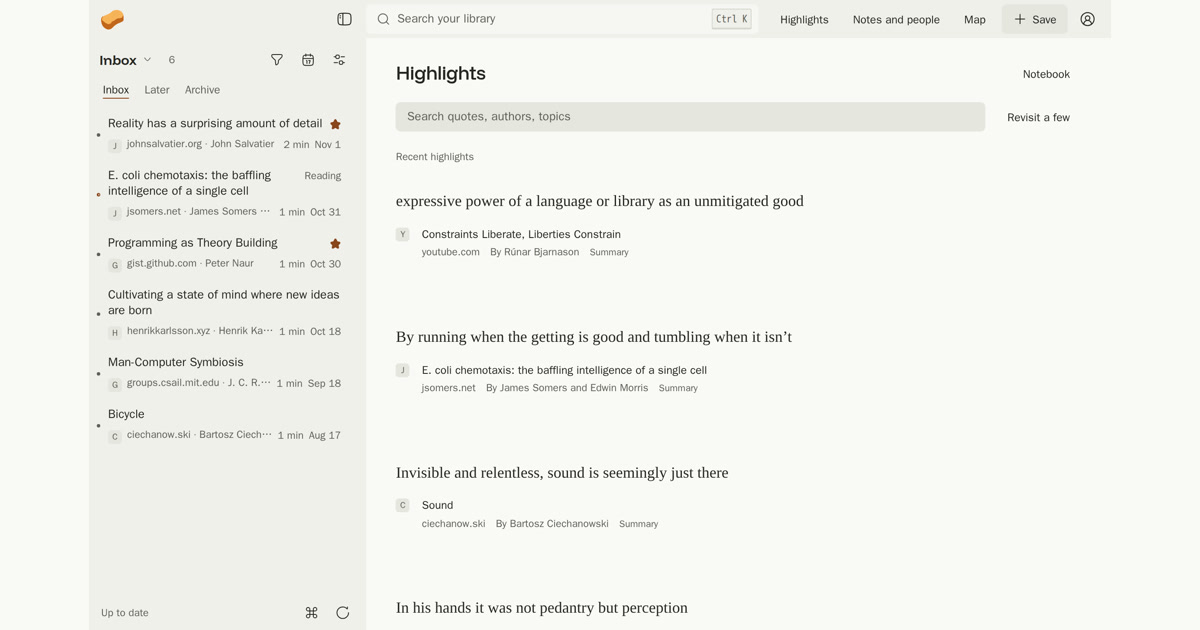 Search your library
Ctrl K
Highlights
Notes and people
Map
Save
Inbox
6
Inbox
Later
Archive
Reality has a surprising amount of detail
J
johnsalvatier.org · John Salvatier
2 min Nov 1
E. coli chemotaxis: the baffling
intelligence of a single cell
Reading
J
jsomers.net · James Somers ···
1 min Oct 31
Programming as Theory Building
G
gist.github.com · Peter Naur
1 min Oct 30
Cultivating a state of mind where new ideas
are born
H
henrikkarlsson.xyz · Henrik Ka···
1 min Oct 18
Man-Computer Symbiosis
G
groups.csail.mit.edu · J. C. R.···
1 min Sep 18
Bicycle
C
ciechanow.ski · Bartosz Ciech···
1 min Aug 17
Up to date
Highlights
Notebook
Search quotes, authors, topics
Revisit a few
Recent highlights
expressive power of a language or library as an unmitigated good
Y
Constraints Liberate, Liberties Constrain
youtube.com By Rúnar Bjarnason Summary
By running when the getting is good and tumbling when it isn’t
J
E. coli chemotaxis: the baffling intelligence of a single cell
jsomers.net By James Somers and Edwin Morris Summary
Invisible and relentless, sound is seemingly just there
C
Sound
ciechanow.ski By Bartosz Ciechanowski Summary
In his hands it was not pedantry but perception